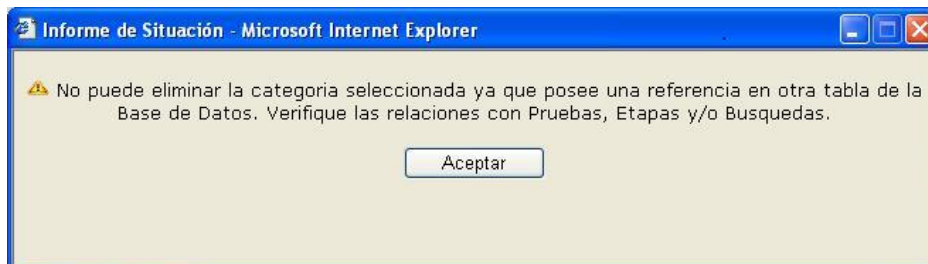 Informe de Situación - Microsoft Internet Explorer
No puede eliminar la categoria seleccionada ya que posee una referencia en otra tabla de la
Base de Datos. Verifique las relaciones con Pruebas, Etapas y/o Busquedas.
Aceptar